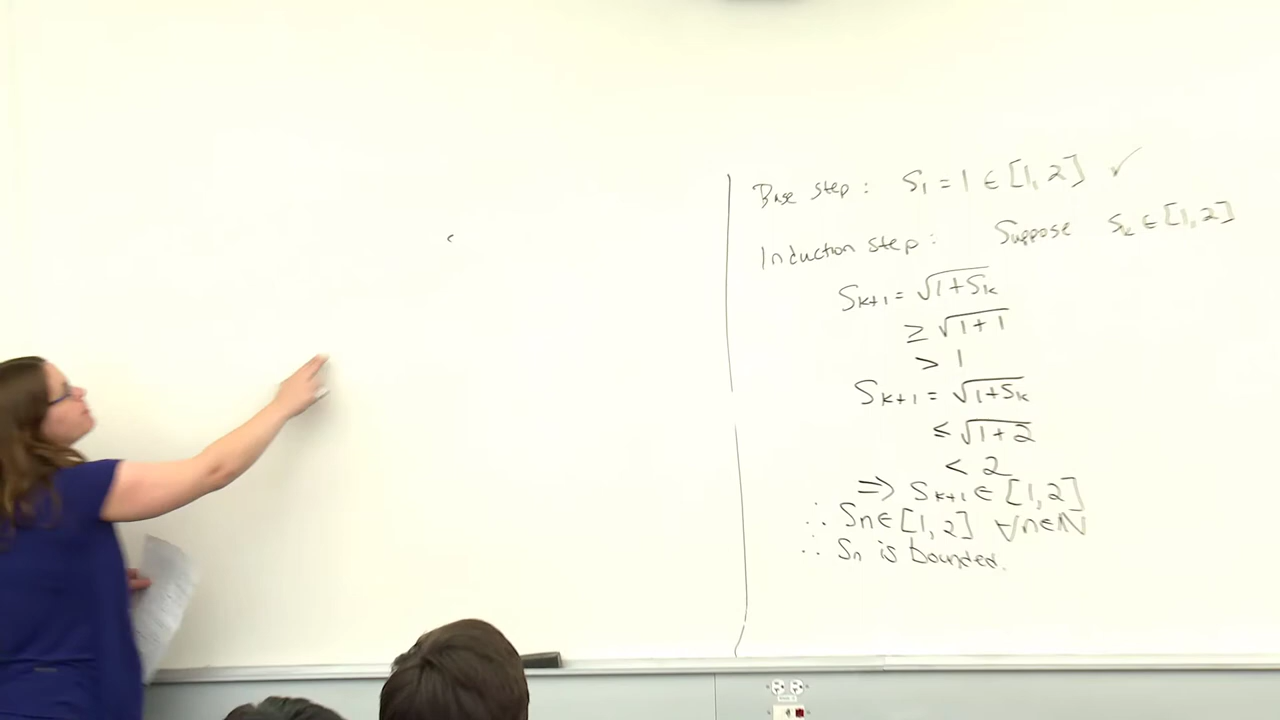 Base step : S₁ = 1 ∈ [1, 2] ✓
Induction step : Suppose Sₖ ∈ [1, 2]
Sₖ₊₁ = √(1+Sₖ)
≥ √(1+1)
> 1
Sₖ₊₁ = √(1+Sₖ)
≤ √(1+2)
< 2
⇒ Sₖ₊₁ ∈ [1, 2]
∴ Sₙ ∈ [1, 2] ∀n∈ℕ
∴ Sₙ is bounded.